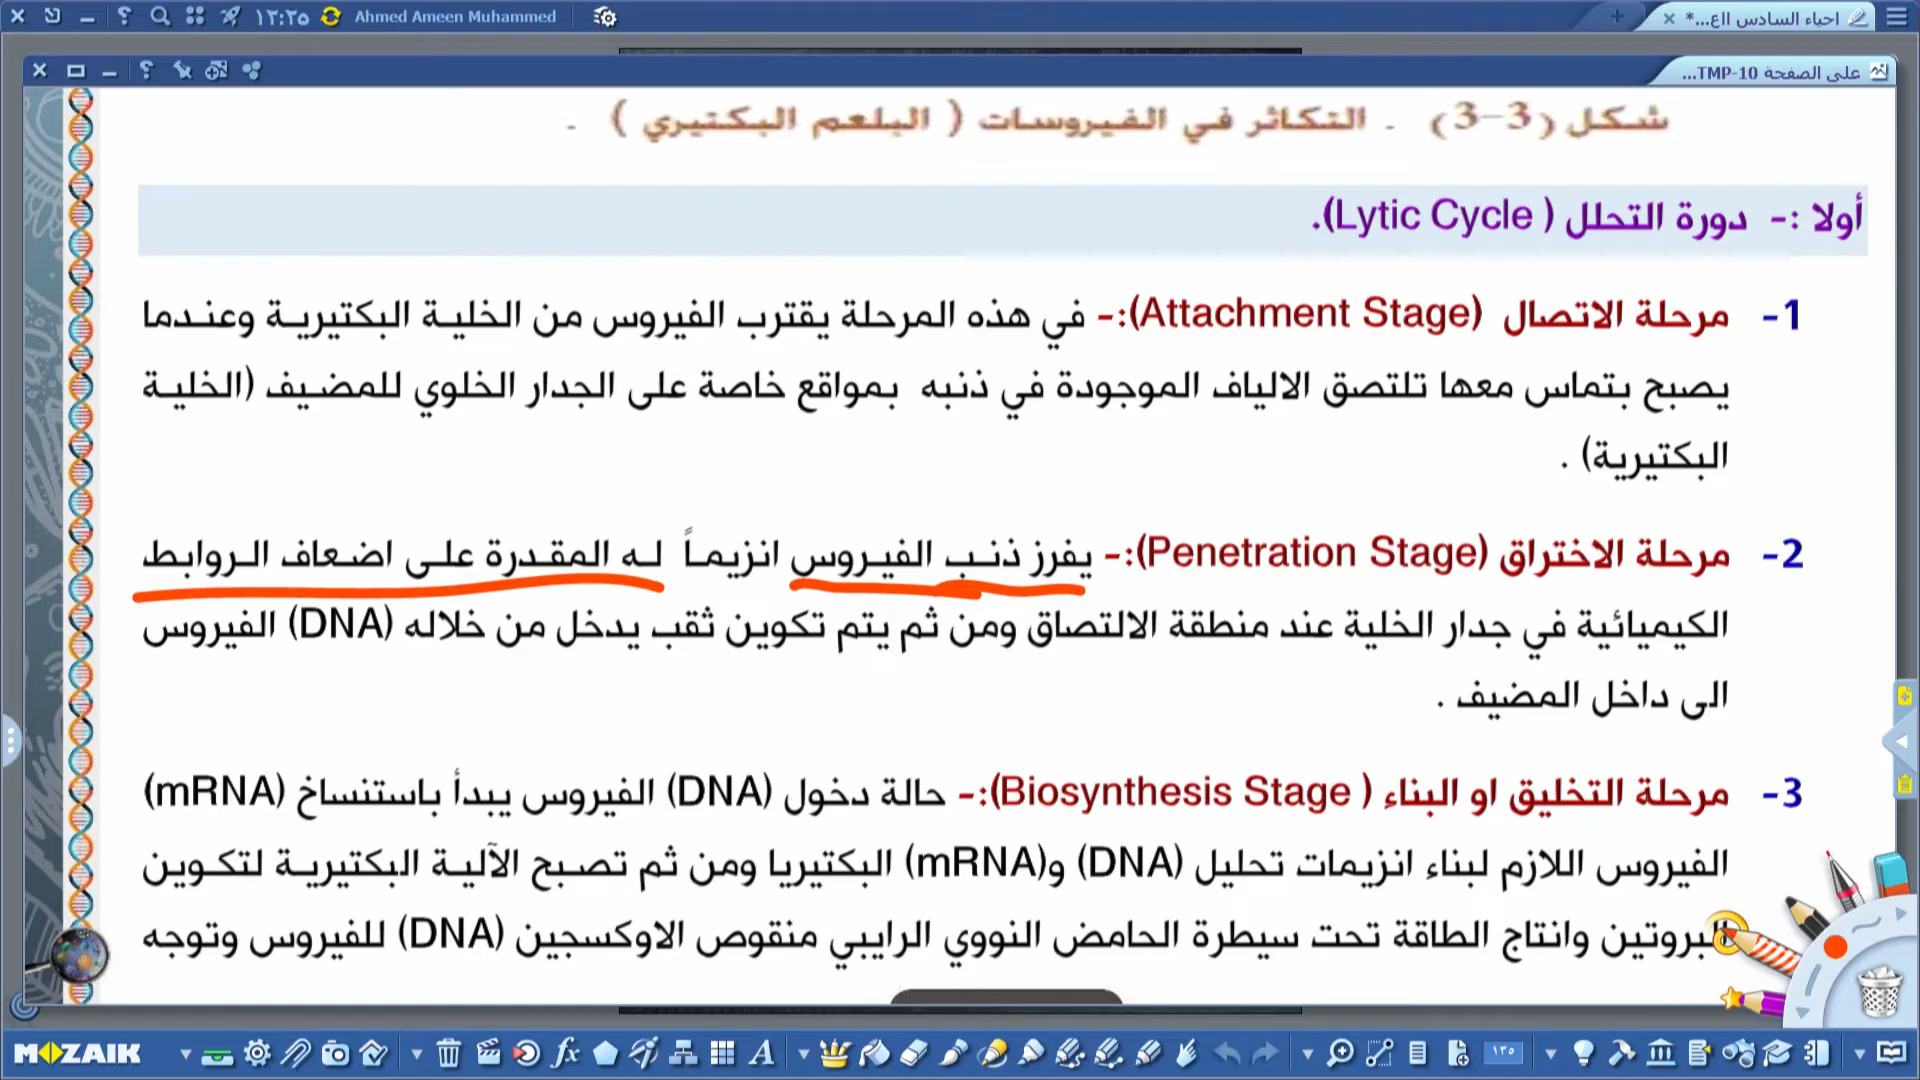 ١٢:٣٥ Ahmed Ameen Muhammed
احياء السادس ااع...*
على الصفحة TMP-10...
شكل (3-3) . التكاثر في الفيروسات ( البلعم البكتيري ) .
أولا :- دورة التحلل ( Lytic Cycle).
1- مرحلة الاتصال (Attachment Stage):- في هذه المرحلة يقترب الفيروس من الخلية البكتيرية وعندما
يصبح بتماس معها تلتصق الالياف الموجودة في ذنبه بمواقع خاصة على الجدار الخلوي للمضيف (الخلية
البكتيرية) .
2- مرحلة الاختراق (Penetration Stage):- يفرز ذنب الفيروس انزيماً له المقدرة على اضعاف الروابط
الكيميائية في جدار الخلية عند منطقة الالتصاق ومن ثم يتم تكوين ثقب يدخل من خلاله (DNA) الفيروس
الى داخل المضيف .
3- مرحلة التخليق او البناء ( Biosynthesis Stage):- حالة دخول (DNA) الفيروس يبدأ باستنساخ (mRNA)
الفيروس اللازم لبناء انزيمات تحليل (DNA) و(mRNA) البكتيريا ومن ثم تصبح الآلية البكتيرية لتكوين
البروتين وانتاج الطاقة تحت سيطرة الحامض النووي الرايبي منقوص الاوكسجين (DNA) للفيروس وتوجه
MOZAIK
١٣٥